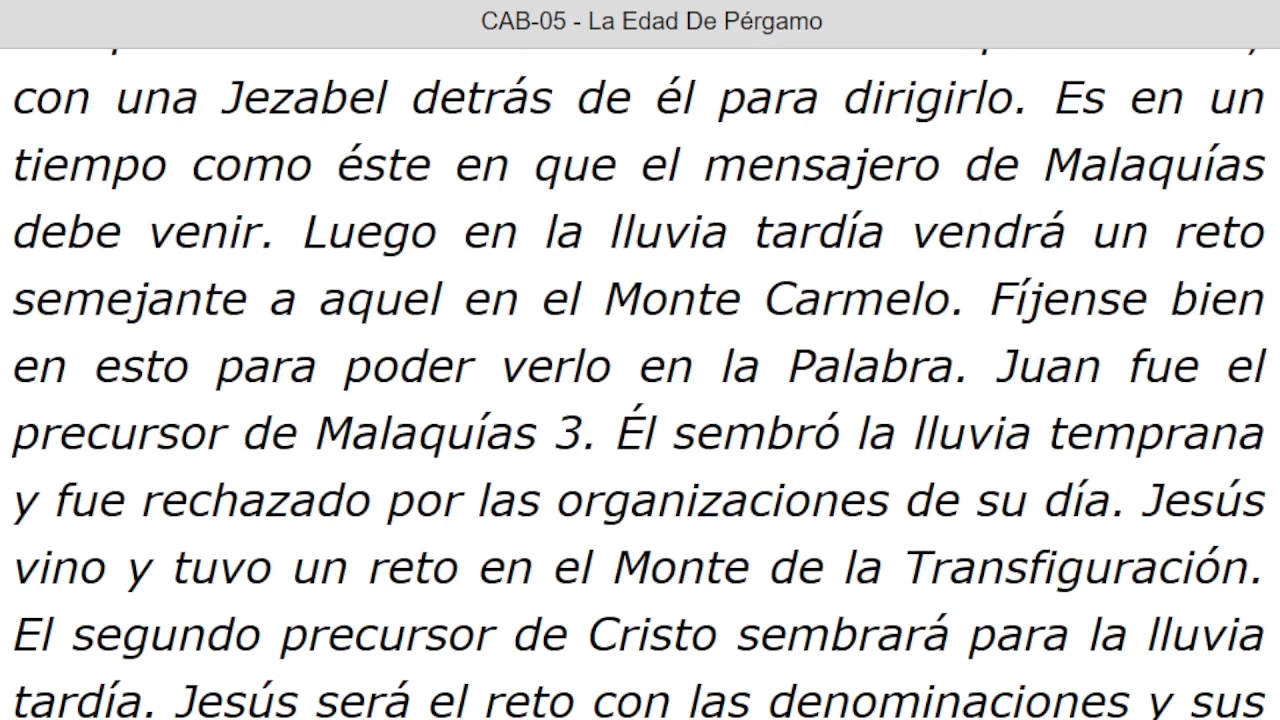 CAB-05 - La Edad De Pérgamo
con una Jezabel detrás de él para dirigirlo. Es en un
tiempo como éste en que el mensajero de Malaquías
debe venir. Luego en la lluvia tardía vendrá un reto
semejante a aquel en el Monte Carmelo. Fíjense bien
en esto para poder verlo en la Palabra. Juan fue el
precursor de Malaquías 3. Él sembró la lluvia temprana
y fue rechazado por las organizaciones de su día. Jesús
vino y tuvo un reto en el Monte de la Transfiguración.
El segundo precursor de Cristo sembrará para la lluvia
tardía. Jesús será el reto con las denominaciones y sus